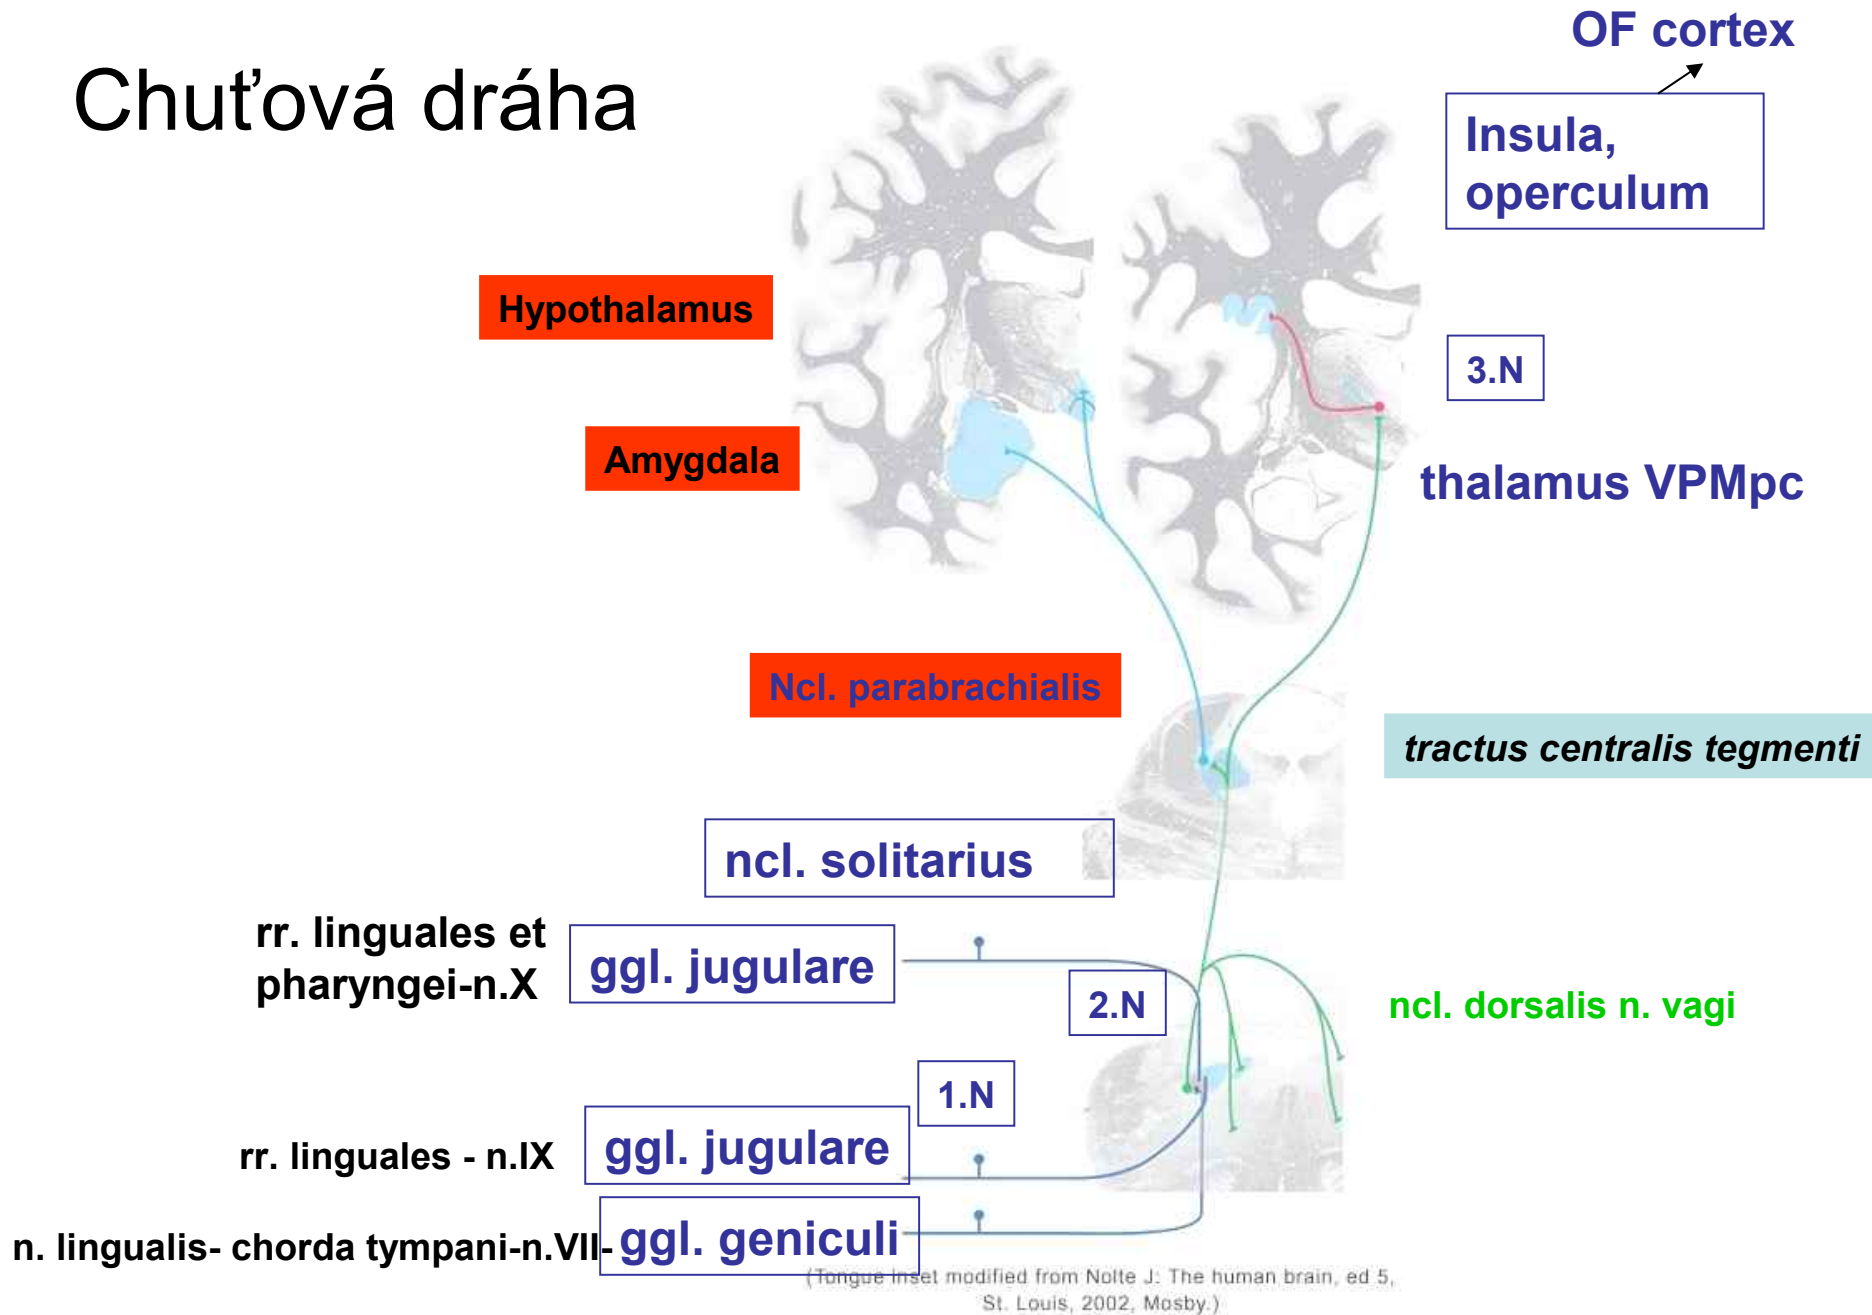 Chuťová dráha
OF cortex
Insula,
operculum
Hypothalamus
3.N
Amygdala
thalamus VPMpc
Ncl. parabrachialis
tractus centralis tegmenti
ncl. solitarius
rr. linguales et
pharyngei-n.X
ggl. jugulare
2.N
ncl. dorsalis n. vagi
1.N
rr. linguales - n.IX
ggl. jugulare
n. lingualis- chorda tympani-n.VII-
ggl. geniculi
(Tongue inset modified from Nolte J: The human brain, ed 5,
St. Louis, 2002, Mosby.)